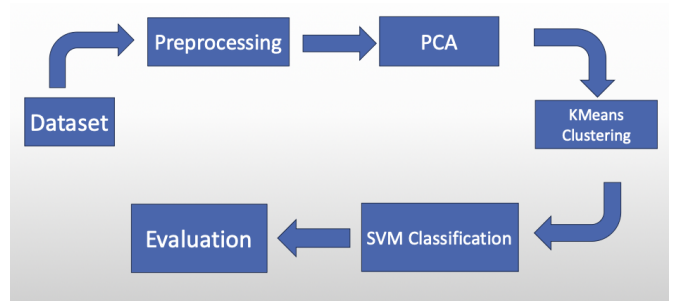 Preprocessing
PCA
Dataset
KMeans
Clustering
Evaluation
SVM Classification